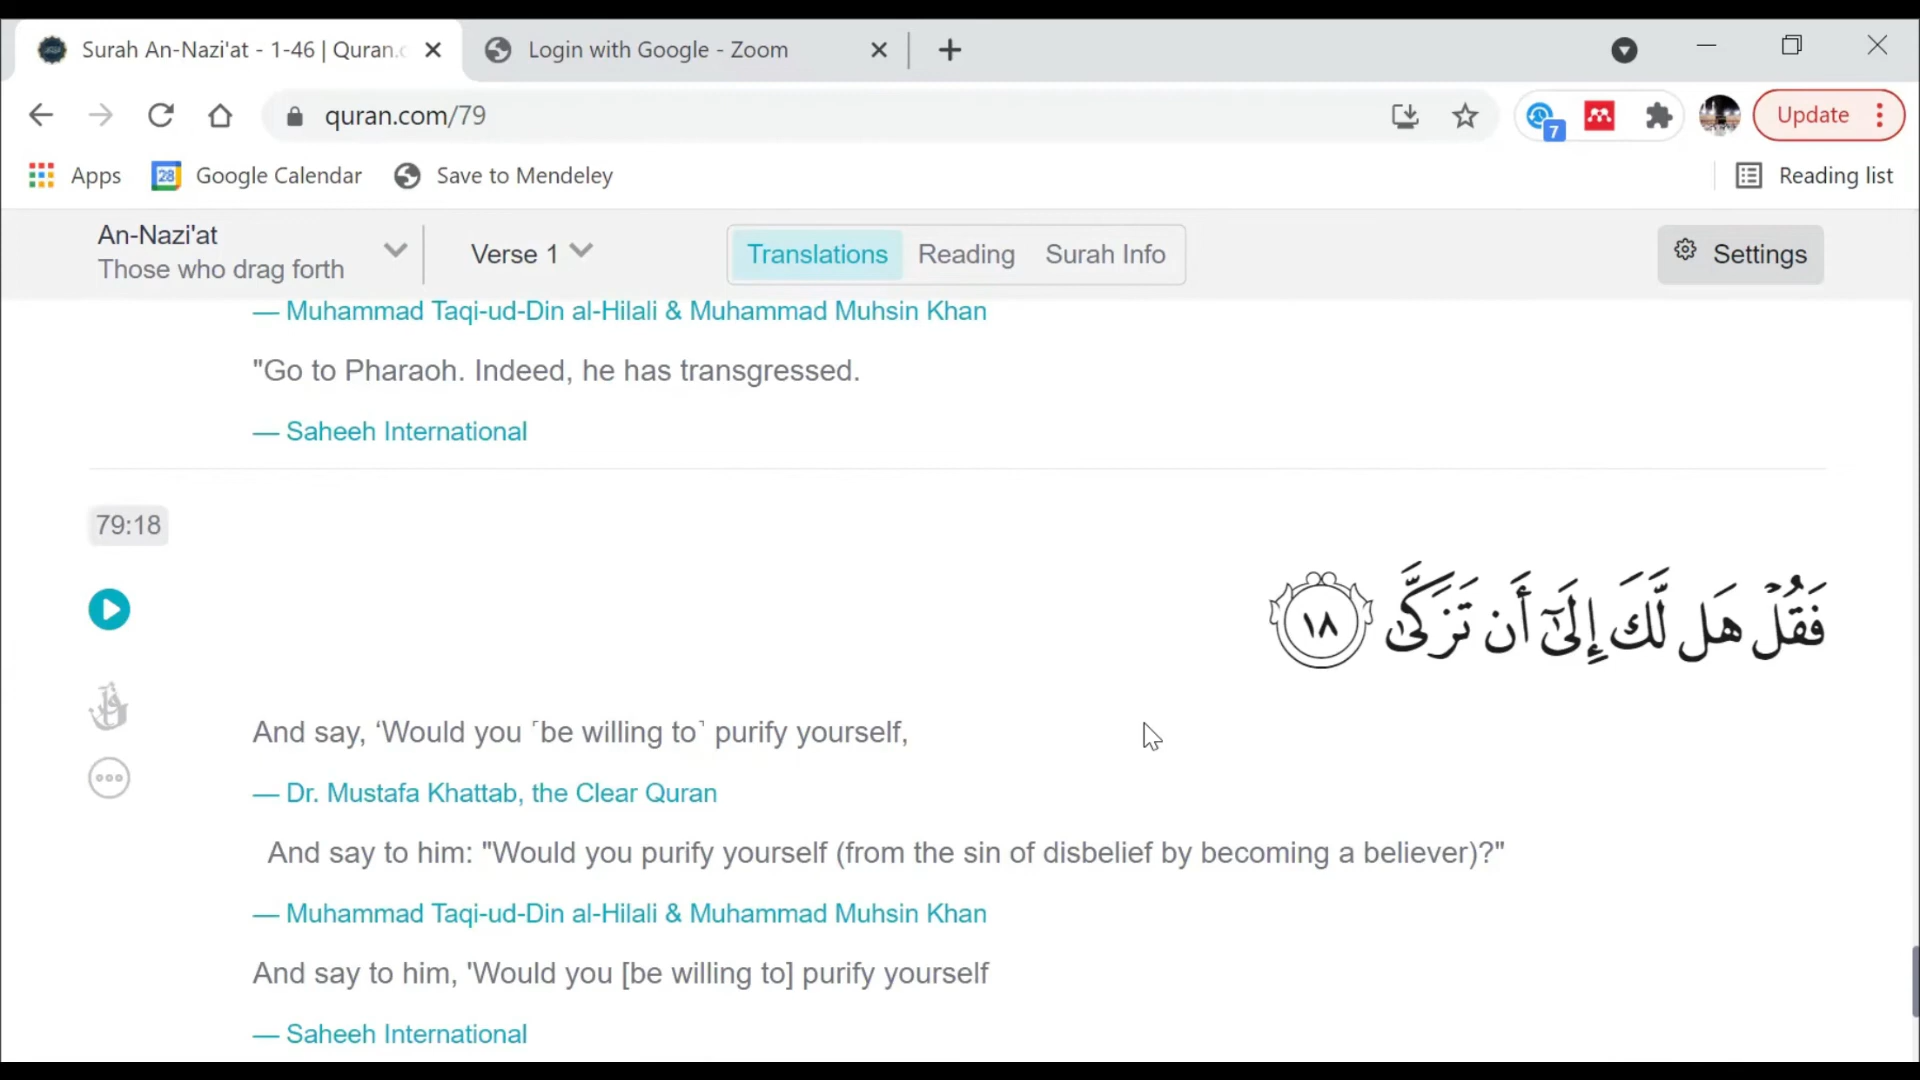 Surah An-Nazi'at - 1-46 | Quran.c
Login with Google - Zoom
quran.com/79
7
Update
Apps
28
Google Calendar
Save to Mendeley
Reading list
An-Nazi'at
Those who drag forth
Verse 1
Translations
Reading
Surah Info
Settings
— Muhammad Taqi-ud-Din al-Hilali & Muhammad Muhsin Khan
"Go to Pharaoh. Indeed, he has transgressed.
— Saheeh International
79:18
فَقُلْ هَل لَّكَ إِلَىٰٓ أَن تَزَكَّىٰ ١٨
And say, ‘Would you ˹be willing to˺ purify yourself,
— Dr. Mustafa Khattab, the Clear Quran
And say to him: "Would you purify yourself (from the sin of disbelief by becoming a believer)?"
— Muhammad Taqi-ud-Din al-Hilali & Muhammad Muhsin Khan
And say to him, 'Would you [be willing to] purify yourself
— Saheeh International